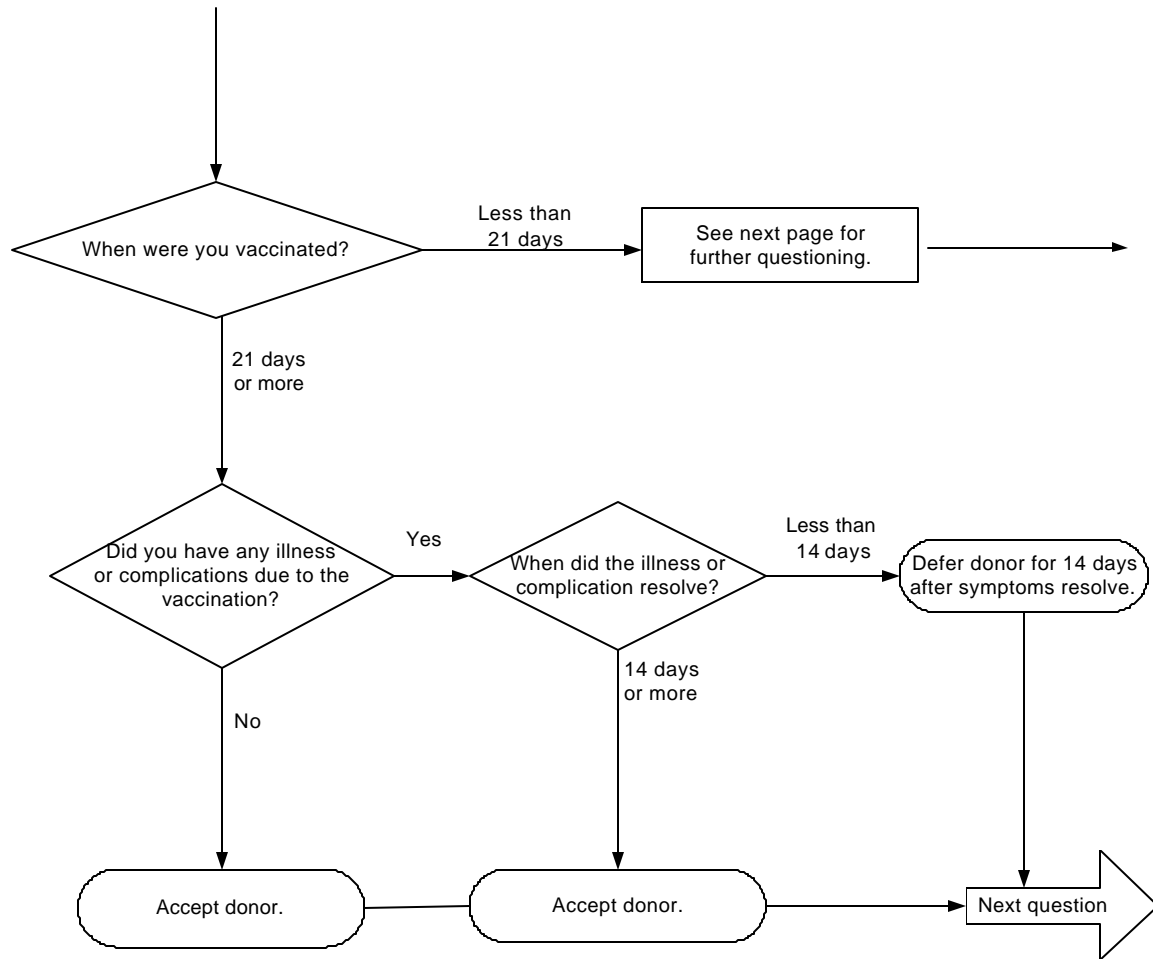 When were you vaccinated?
Less than
21 days
See next page for
further questioning.
21 days
or more
Did you have any illness
or complications due to the
vaccination?
Yes
When did the illness or
complication resolve?
Less than
14 days
Defer donor for 14 days
after symptoms resolve.
No
14 days
or more
Accept donor.
Accept donor.
Next question